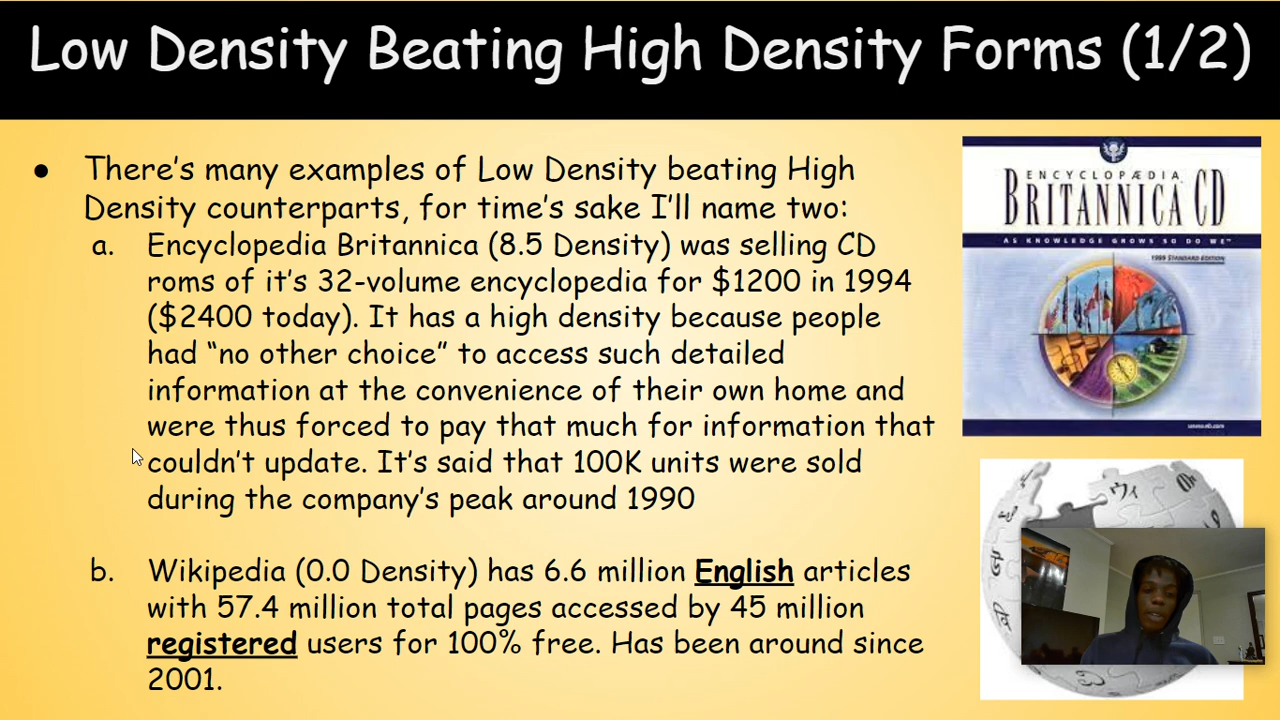 Low Density Beating High Density Forms (1/2)
● There's many examples of Low Density beating High
Density counterparts, for time's sake I'll name two:
a. Encyclopedia Britannica (8.5 Density) was selling CD
roms of it's 32-volume encyclopedia for $1200 in 1994
($2400 today). It has a high density because people
had “no other choice” to access such detailed
information at the convenience of their own home and
were thus forced to pay that much for information that
couldn't update. It's said that 100K units were sold
during the company's peak around 1990
b. Wikipedia (0.0 Density) has 6.6 million English articles
with 57.4 million total pages accessed by 45 million
registered users for 100% free. Has been around since
2001.
ENCYCLOPÆDIA
BRITANNICA CD
AS KNOWLEDGE GROWS SO DO WE™
1999 STANDARD EDITION
ウィ